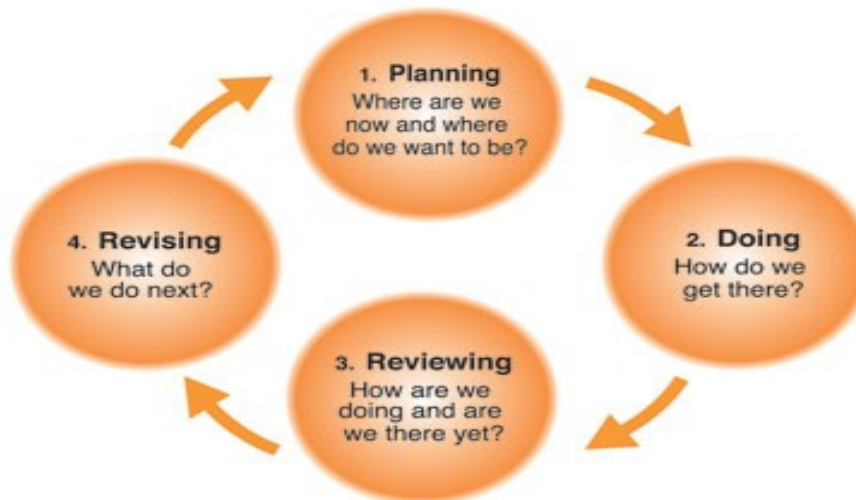 1. Planning
Where are we
now and where
do we want to be?
2. Doing
How do we
get there?
3. Reviewing
How are we
doing and are
we there yet?
4. Revising
What do
we do next?